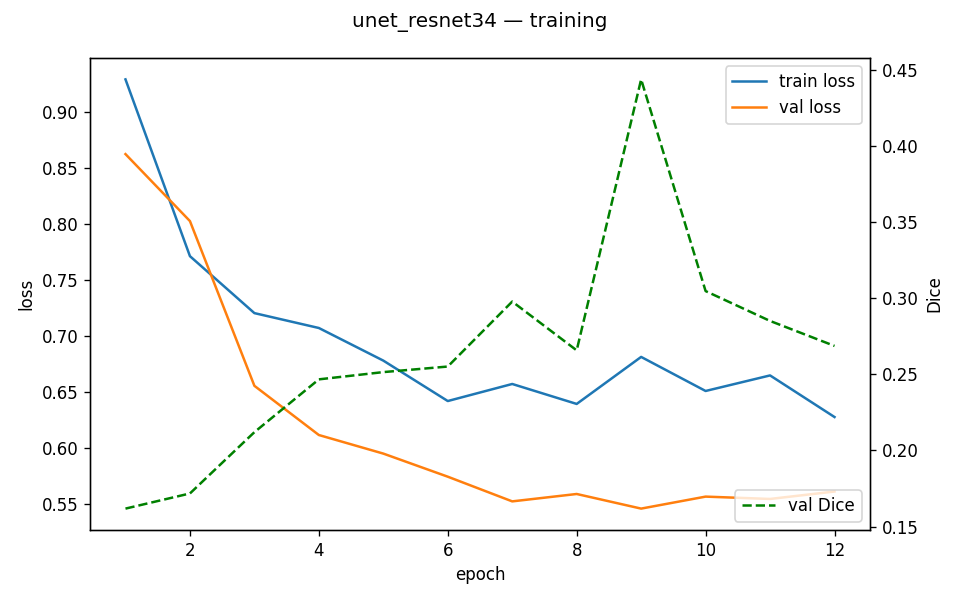 unet_resnet34 — training
train loss
val loss
0.90
0.85
0.80
0.75
0.70
0.65
0.60
0.55
loss
0.45
0.40
0.35
0.30
0.25
0.20
0.15
Dice
val Dice
2 4 6 8 10 12
epoch